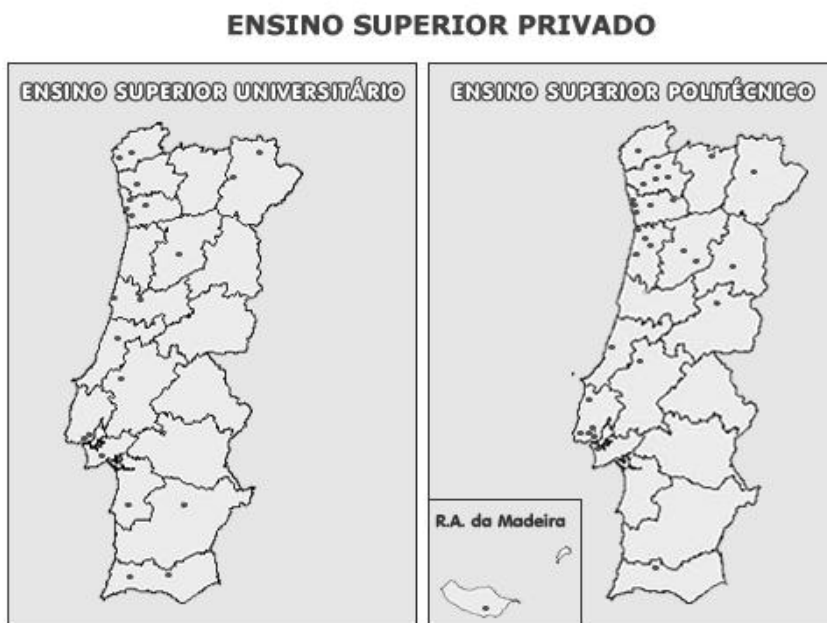 ENSINO SUPERIOR PRIVADO
ENSINO SUPERIOR UNIVERSITÁRIO
ENSINO SUPERIOR POLITÉCNICO
R.A. da Madeira